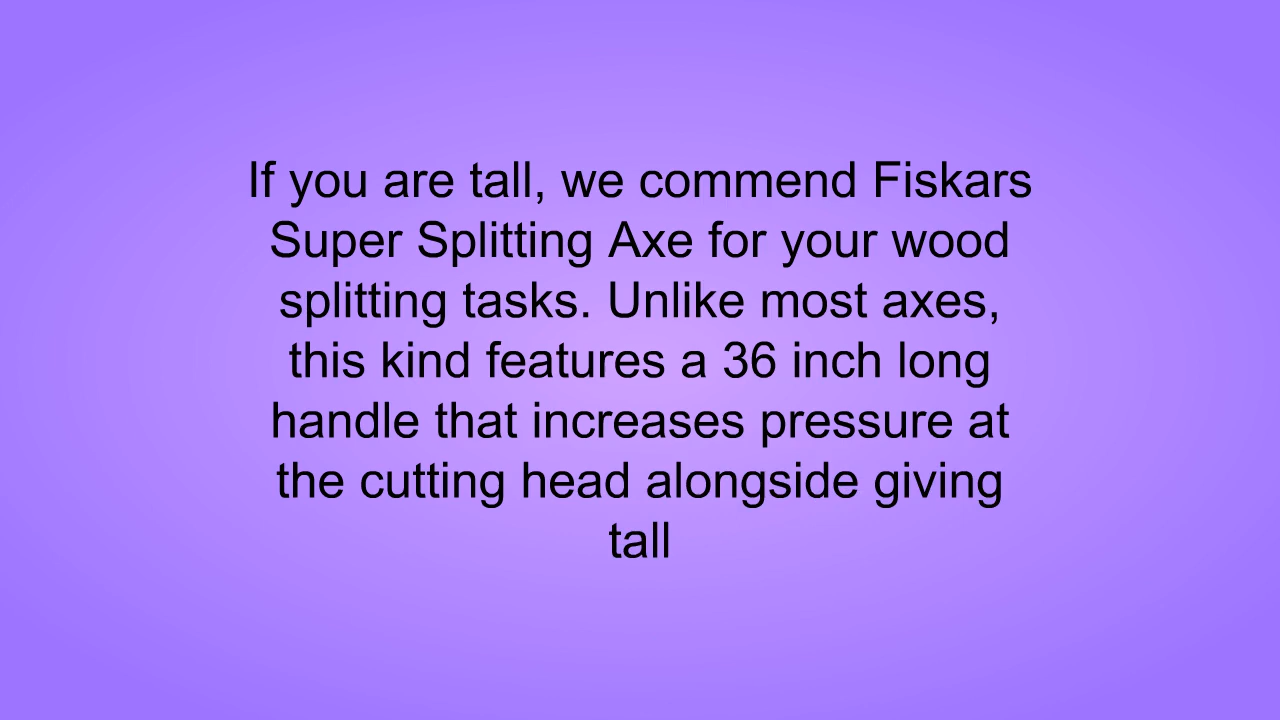 If you are tall, we commend Fiskars
Super Splitting Axe for your wood
splitting tasks. Unlike most axes,
this kind features a 36 inch long
handle that increases pressure at
the cutting head alongside giving
tall